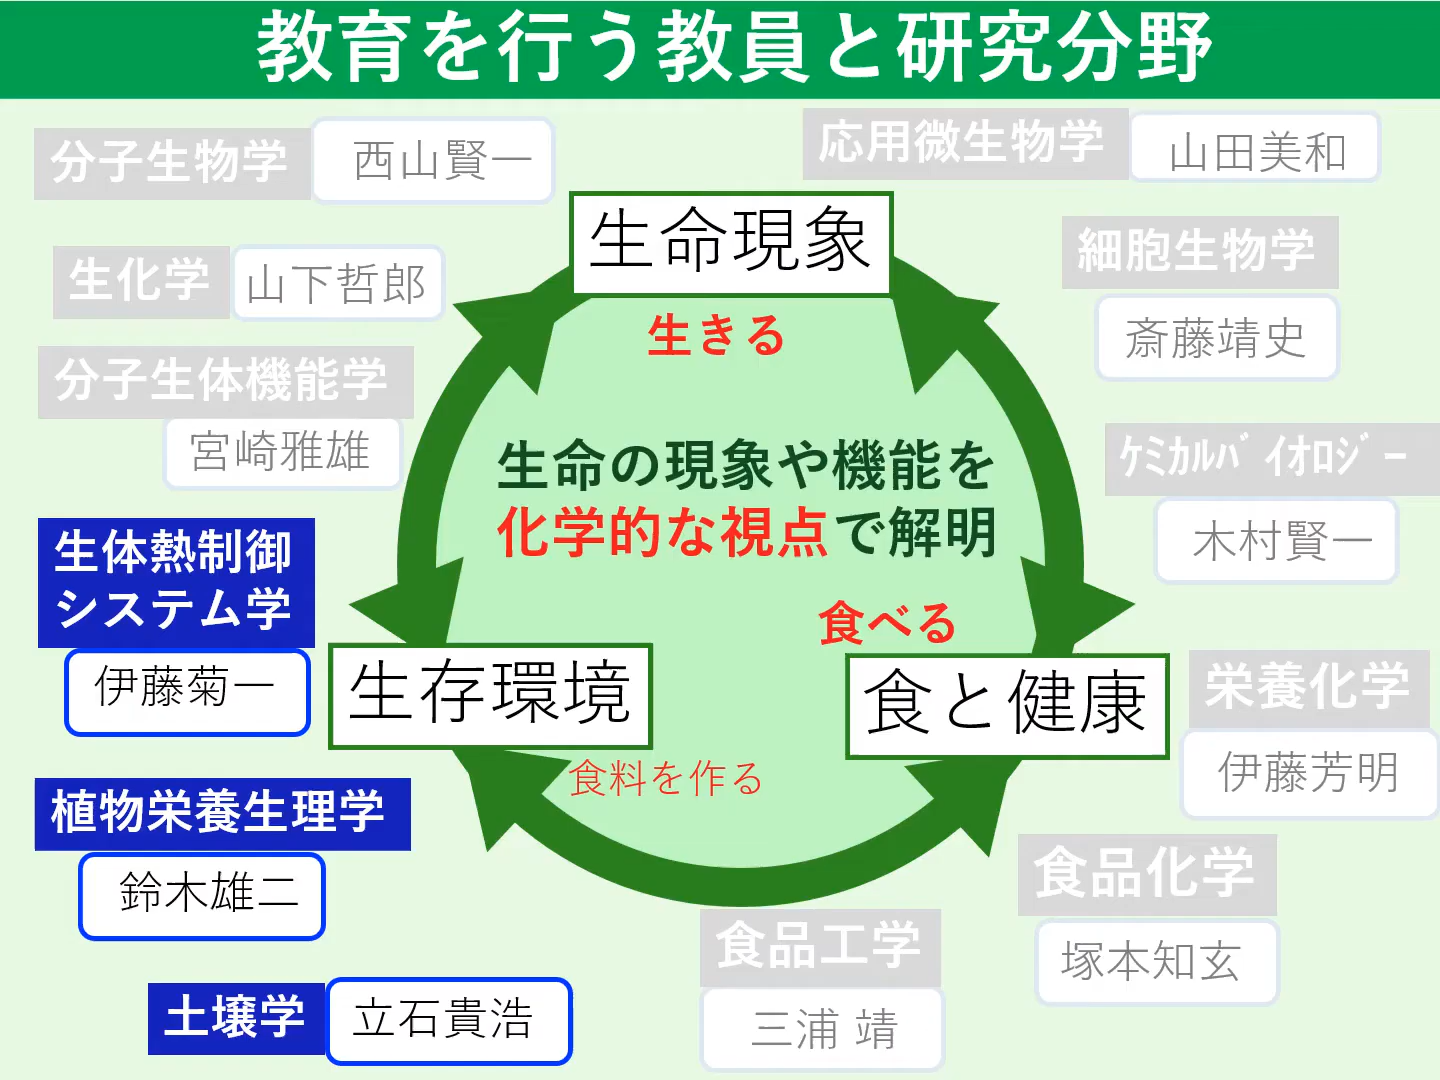 教育を行う教員と研究分野
分子生物学
西山賢一
応用微生物学
山田美和
生命現象
生きる
生化学
山下哲郎
細胞生物学
斎藤靖史
分子生体機能学
宮崎雅雄
生命の現象や機能を
化学的な視点で解明
ｹﾐｶﾙﾊﾞｲｵﾛｼﾞｰ
木村賢一
生体熱制御
システム学
伊藤菊一
生存環境
食料を作る
食べる
食と健康
栄養化学
伊藤芳明
植物栄養生理学
鈴木雄二
食品化学
塚本知玄
食品工学
三浦 靖
土壌学
立石貴浩